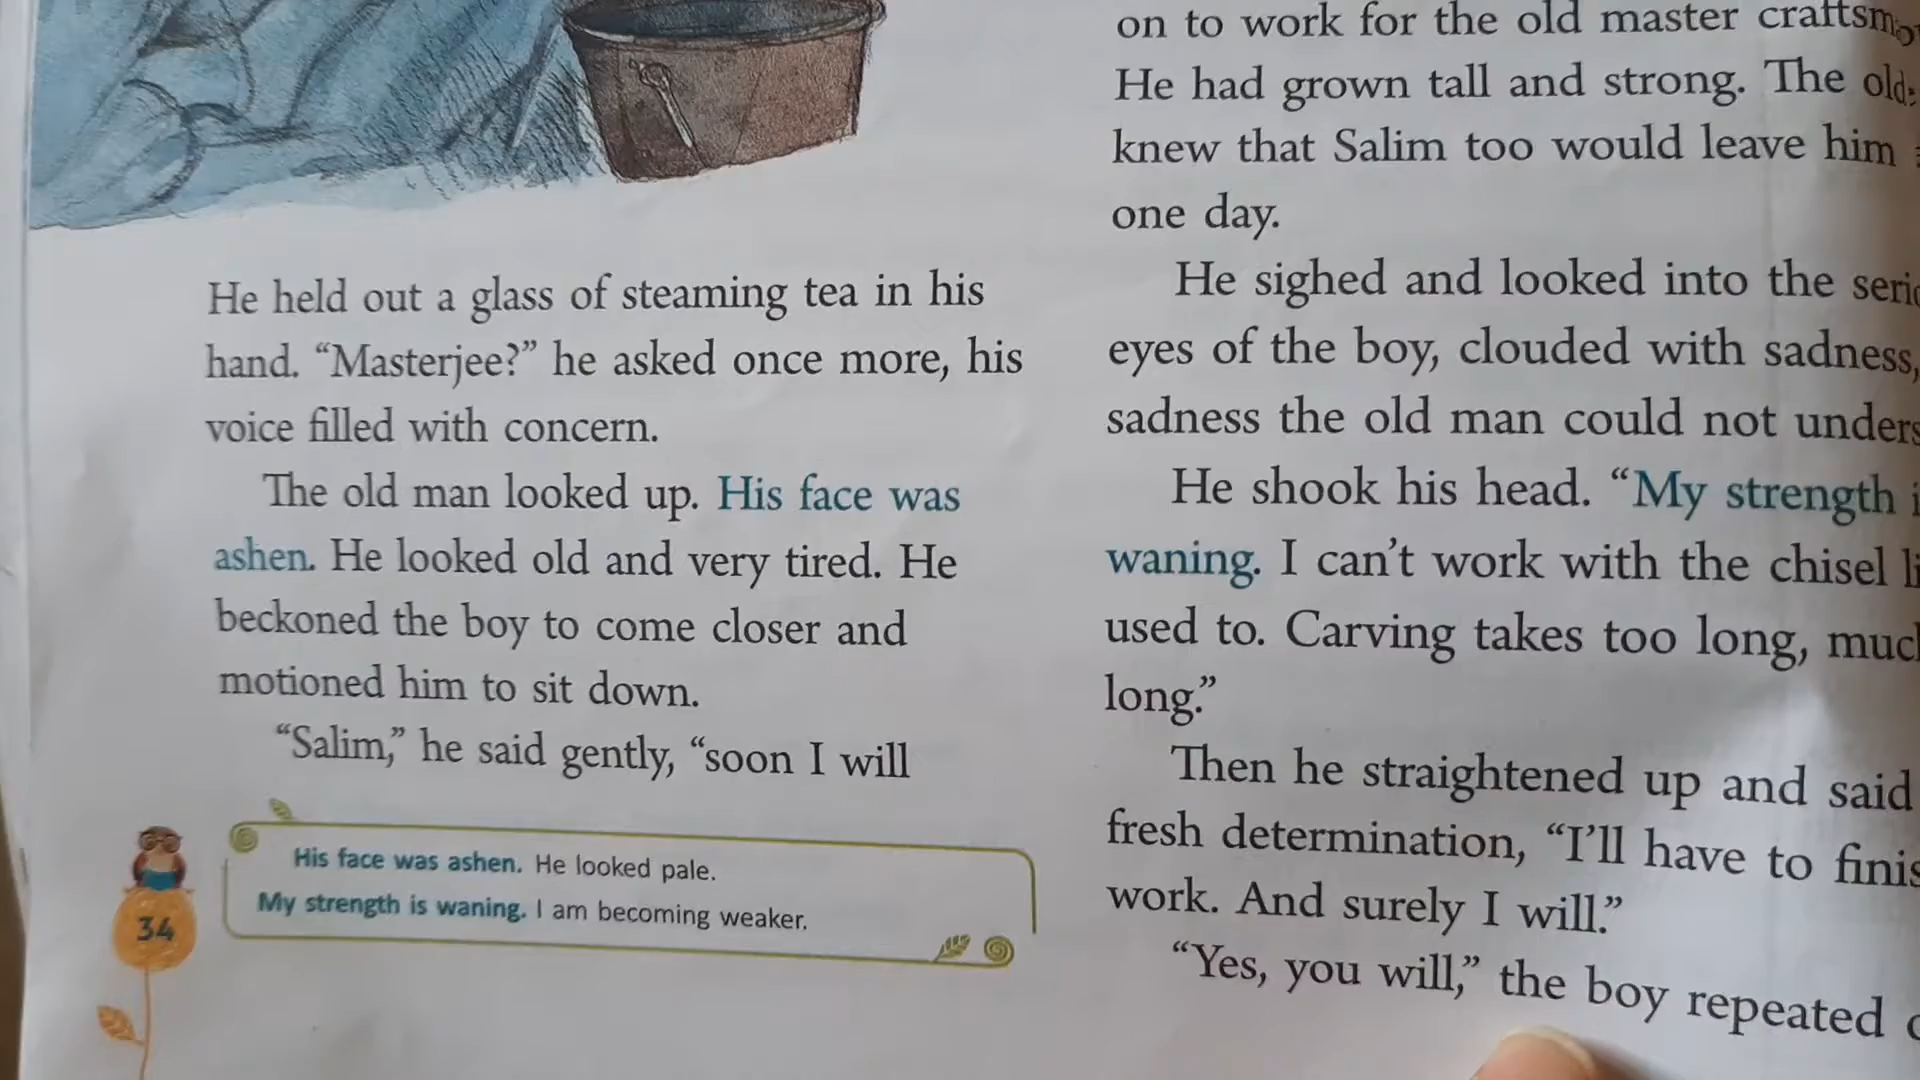 He held out a glass of steaming tea in his
hand. “Masterjee?” he asked once more, his
voice filled with concern.
The old man looked up. His face was
ashen. He looked old and very tired. He
beckoned the boy to come closer and
motioned him to sit down.
“Salim,” he said gently, “soon I will
His face was ashen. He looked pale.
My strength is waning. I am becoming weaker.
34
on to work for the old master
He had grown tall and strong. The
knew that Salim too would leave him
one day.
He sighed and looked into the
eyes of the boy, clouded with sadness,
sadness the old man could not
He shook his head. “My strength
waning. I can’t work with the chisel
used to. Carving takes too long,
long.”
Then he straightened up and said
fresh determination, “I’ll have to
work. And surely I will.”
“Yes, you will,” the boy repeated